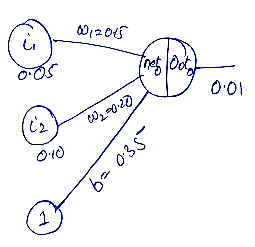 i₁
w₁=0.15
0.05
net₀ Out₀
0.01
i₂
w₂=0.20
0.10
b= 0.35
1